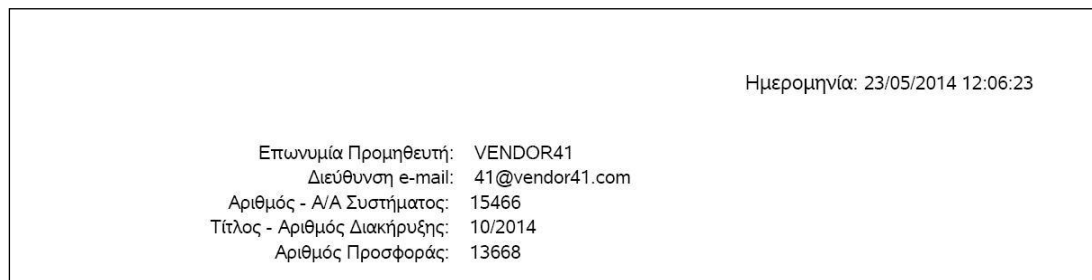 Ημερομηνία: 23/05/2014 12:06:23
Επωνυμία Προμηθευτή: VENDOR41
Διεύθυνση e-mail: 41@vendor41.com
Αριθμός - Α/Α Συστήματος: 15466
Τίτλος - Αριθμός Διακήρυξης: 10/2014
Αριθμός Προσφοράς: 13668